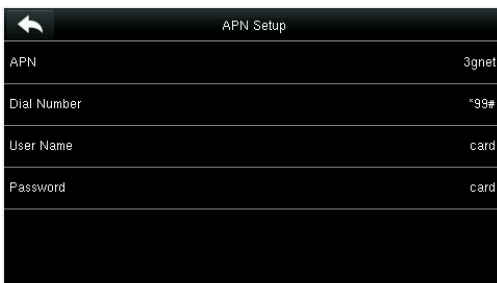 APN Setup
APN 3gnet
Dial Number *99#
User Name card
Password card